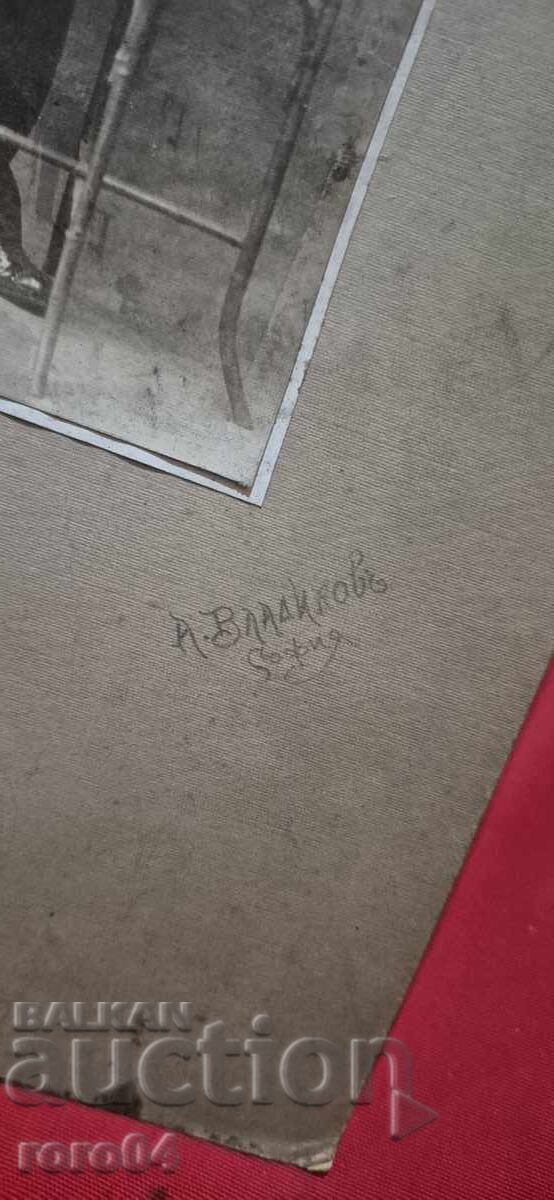 А. Владиковъ
София
BALKAN
auction
roro04